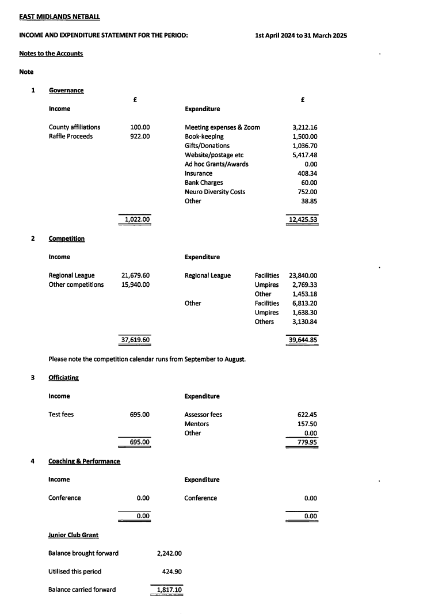 EAST MIDLANDS NETBALL
INCOME AND EXPENDITURE STATEMENT FOR THE PERIOD: 1st April 2024 to 31 March 2025
Notes to the Accounts
Note
1 Governance
£ £
Income Expenditure
County affiliations 100.00 Meeting expenses & Zoom 3,212.16
Raffle Proceeds 922.00 Book-keeping 1,500.00
Gifts/Donations 1,036.70
Website/postage etc 5,417.48
Ad hoc Grants/Awards 0.00
Insurance 408.34
Bank Charges 60.00
Neuro Diversity Costs 752.00
Other 38.85
1,022.00 12,425.53
2 Competition
Income Expenditure
Regional League 21,679.60 Regional League Facilities 23,840.00
Other competitions 15,940.00 Umpires 2,769.33
Other 1,453.18
Other Facilities 6,813.20
Umpires 1,638.30
Others 3,130.84
37,619.60 39,644.85
Please note the competition calendar runs from September to August.
3 Officiating
Income Expenditure
Test fees 695.00 Assessor fees 622.45
Mentors 157.50
Other 0.00
695.00 779.95
4 Coaching & Performance
Income Expenditure
Conference 0.00 Conference 0.00
0.00 0.00
Junior Club Grant
Balance brought forward 2,242.00
Utilised this period 424.90
Balance carried forward 1,817.10